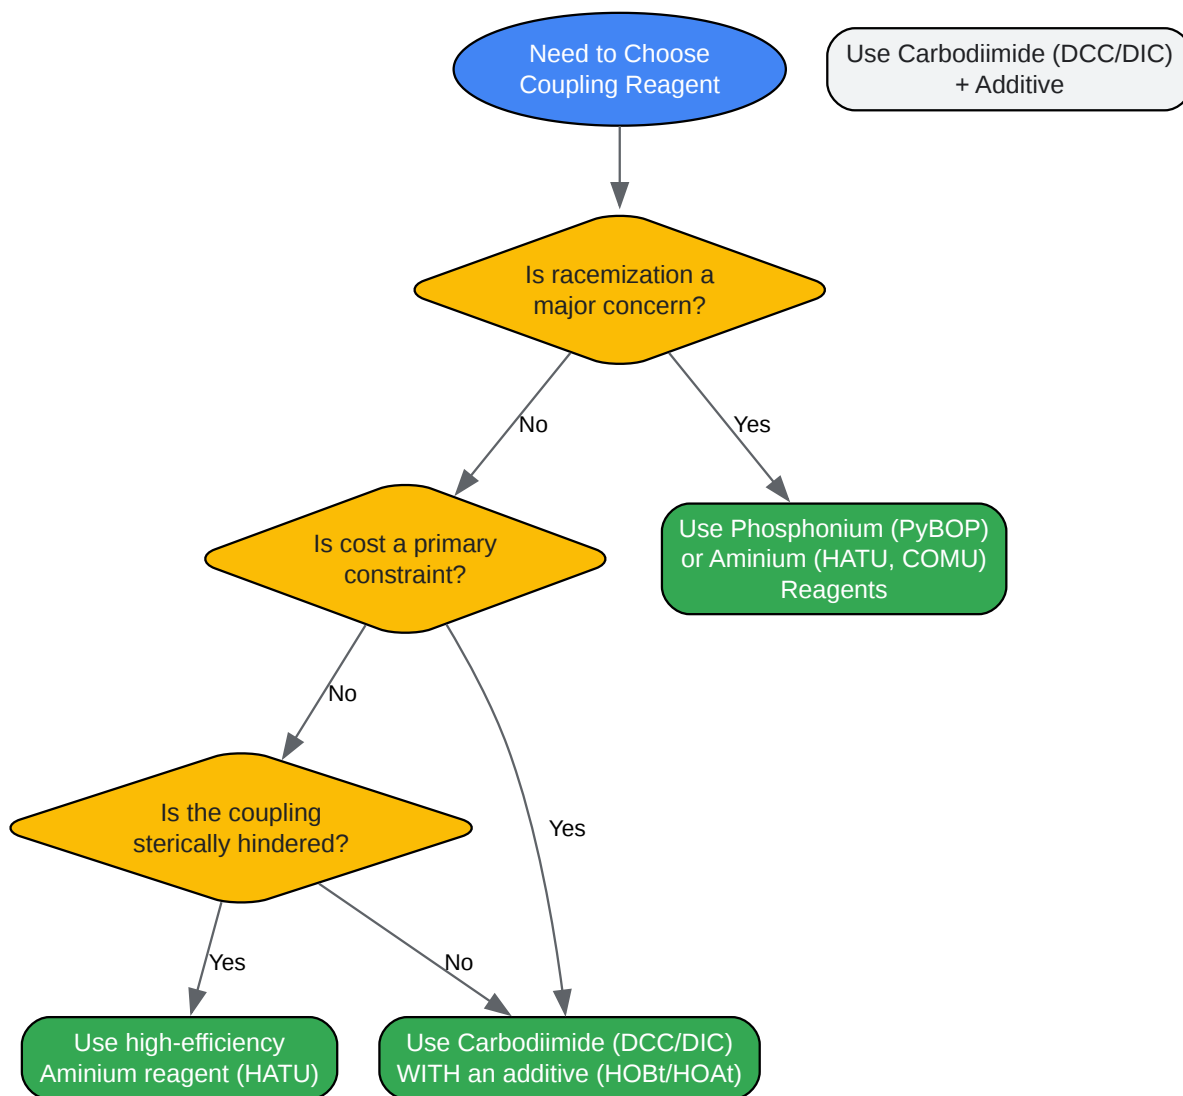 Need to Choose
Coupling Reagent
Use Carbodiimide (DCC/DIC)
+ Additive
Is racemization a
major concern?
No
Yes
Is cost a primary
constraint?
Use Phosphonium (PyBOP)
or Aminium (HATU, COMU)
Reagents
No
Yes
Is the coupling
sterically hindered?
Yes
No
Use high-efficiency
Aminium reagent (HATU)
Use Carbodiimide (DCC/DIC)
WITH an additive (HOBt/HOAt)